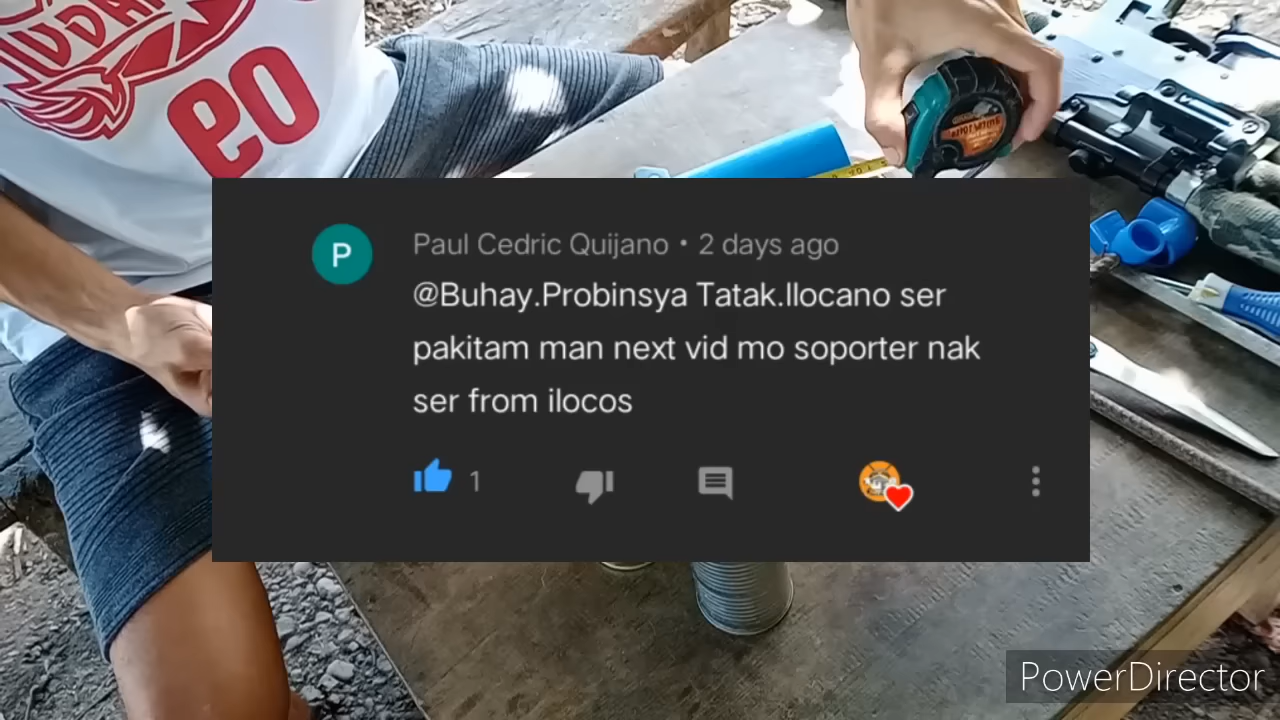 09
P
Paul Cedric Quijano • 2 days ago
@Buhay.Probinsya Tatak.Ilocano ser
pakitam man next vid mo soporter nak
ser from ilocos
1
PowerDirector